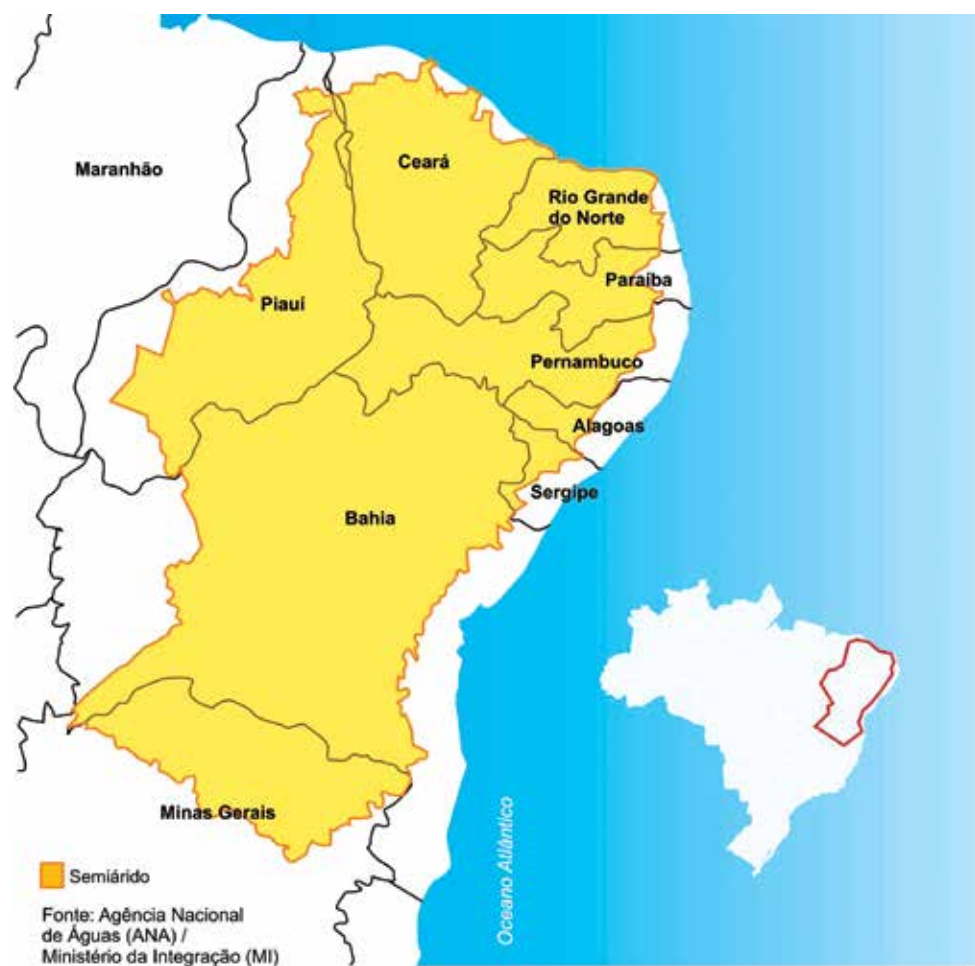 Maranhão
Ceará
Rio Grande
do Norte
Paraíba
Piauí
Pernambuco
Alagoas
Sergipe
Bahia
Minas Gerais
Oceano Atlântico
Semiárido
Fonte: Agência Nacional
de Águas (ANA) /
Ministério da Integração (MI)